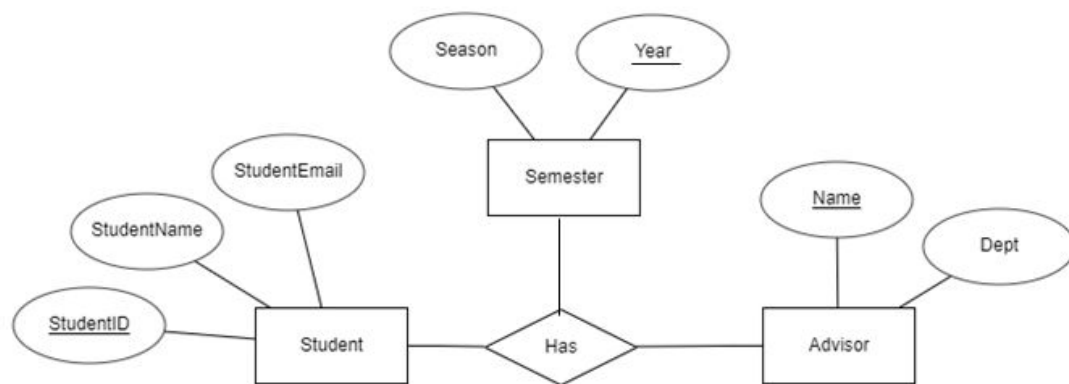 Season
Year
StudentEmail
Semester
Name
StudentName
Dept
StudentID
Student
Has
Advisor